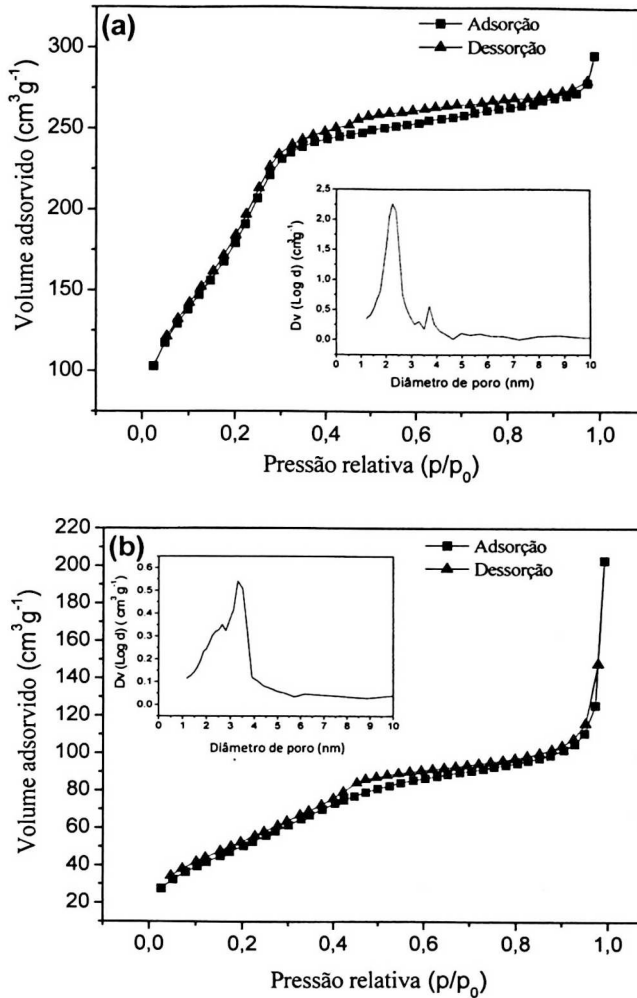 (a)
Adsorção
Dessorção
Volume adsorvido (cm³g⁻¹)
300
250
200
150
100
0,0 0,2 0,4 0,6 0,8 1,0
Pressão relativa (p/p₀)
Dv (Log d) (cm³g⁻¹)
2,5
2,0
1,5
1,0
0,5
0,0
0 1 2 3 4 5 6 7 8 9 10
Diâmetro de poro (nm)
(b)
Adsorção
Dessorção
Volume adsorvido (cm³g⁻¹)
220
200
180
160
140
120
100
80
60
40
20
0,0 0,2 0,4 0,6 0,8 1,0
Pressão relativa (p/p₀)
Dv (Log d) (cm³g⁻¹)
0.6
0.5
0.4
0.3
0.2
0.1
0.0
0 1 2 3 4 5 6 7 8 9 10
Diâmetro de poro (nm)